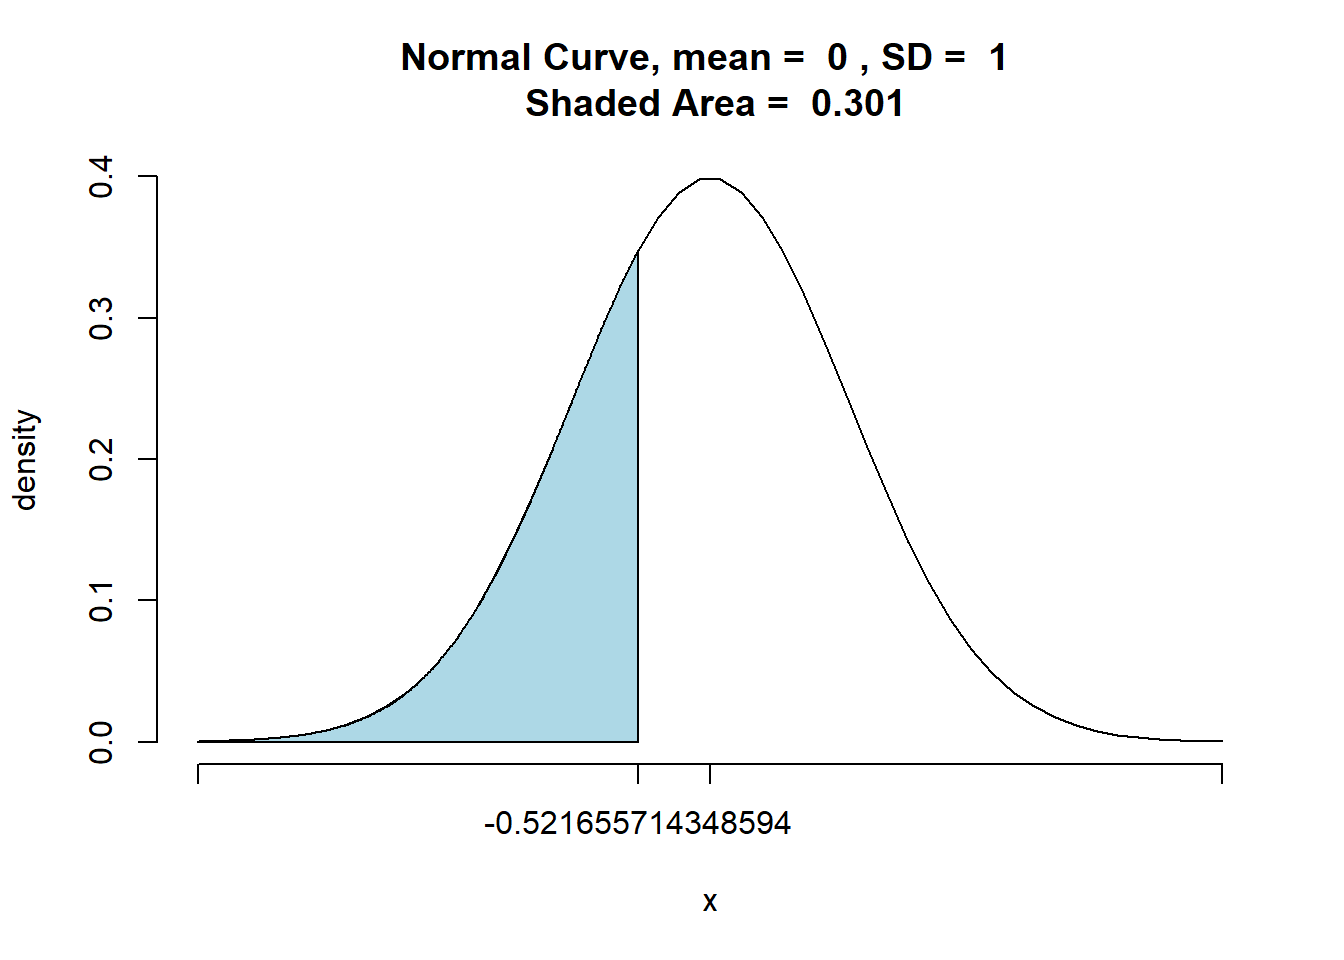 Normal Curve, mean =  0 , SD =  1
Shaded Area =  0.301
density
0.4
0.3
0.2
0.1
0.0
-0.521655714348594
x